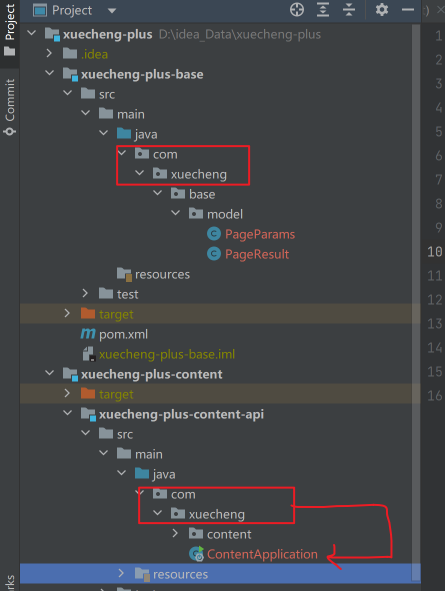 Project
Project
Commit
xuecheng-plus D:\idea_Data\xuecheng-plus
.idea
xuecheng-plus-base
src
main
java
com
xuecheng
base
model
PageParams
PageResult
resources
test
target
pom.xml
xuecheng-plus-base.iml
xuecheng-plus-content
target
xuecheng-plus-content-api
src
main
java
com
xuecheng
content
ContentApplication
resources
:)
1
2
3
4
5
6
7
8
9
10
11
12
13
14
15
16